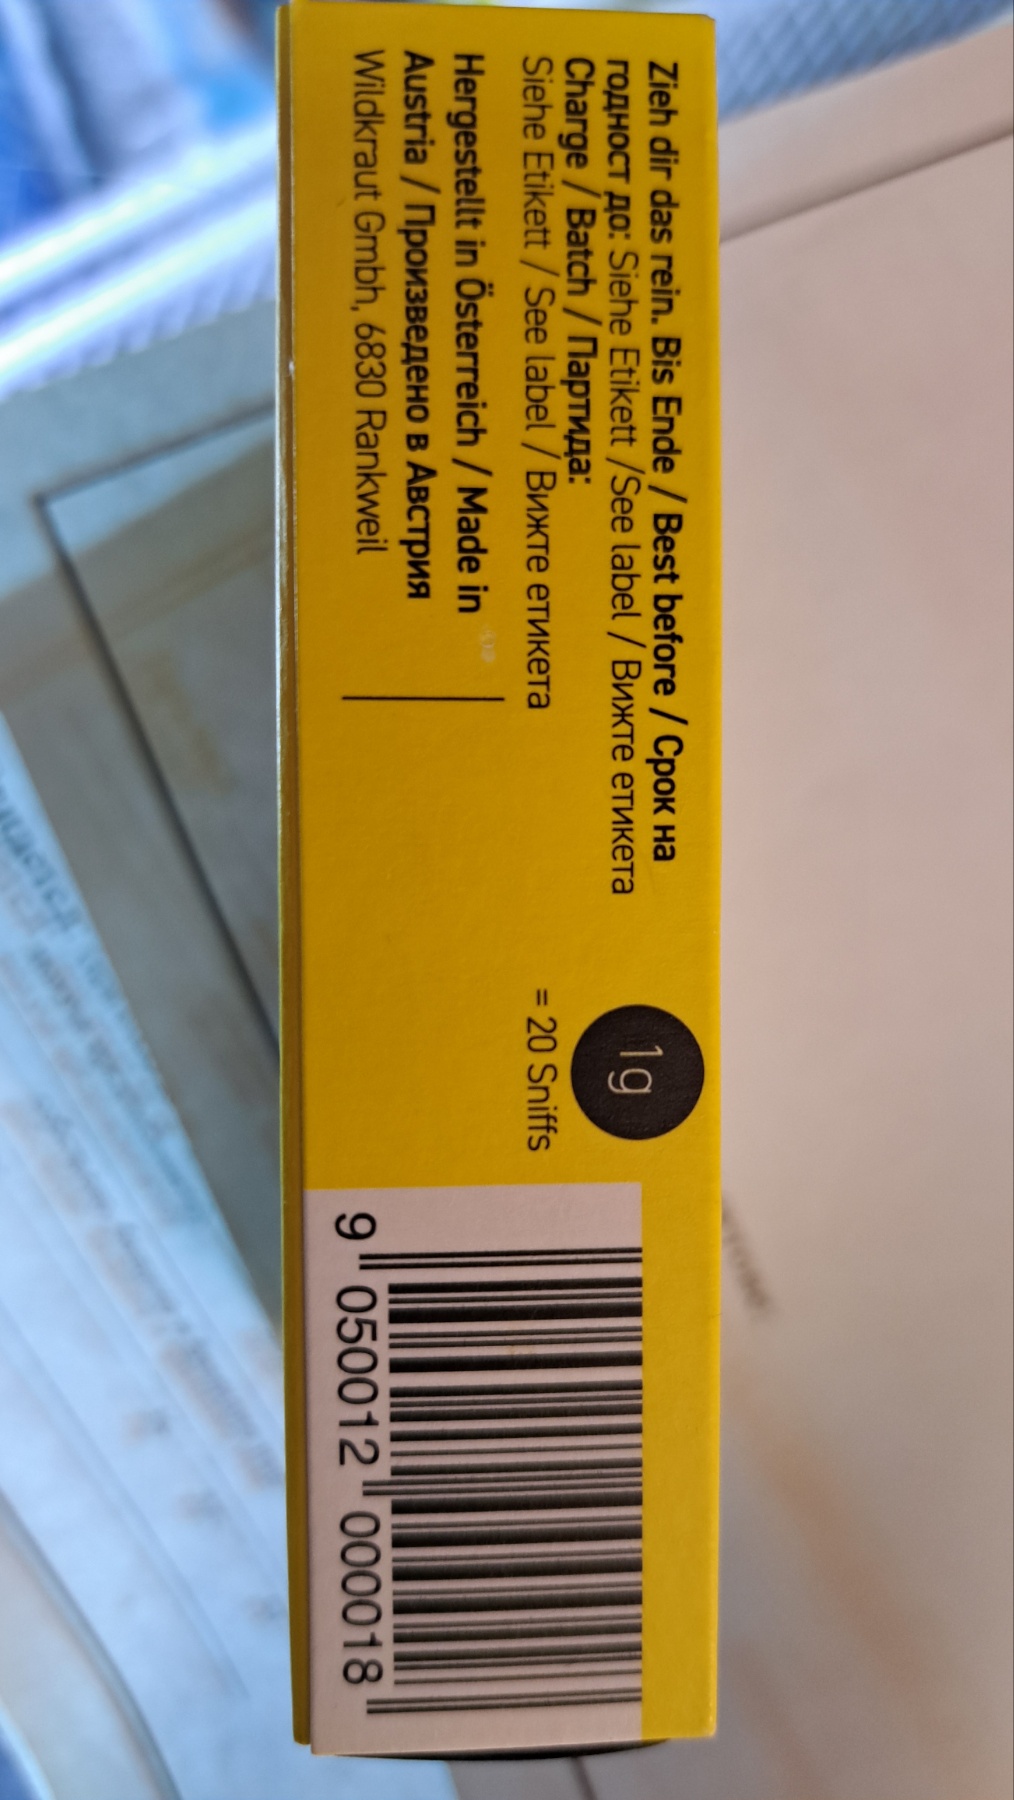 Zieh dir das rein. Bis Ende / Best before / Срок на
годност до: Siehe Etikett /See label / Вижте етикета
Charge / Batch / Партида:
Siehe Etikett / See label / Вижте етикета
Hergestellt in Österreich / Made in
Austria / Произведено в Австрия
Wildkraut Gmbh, 6830 Rankweil
1g
= 20 Sniffs
9 050012 000018